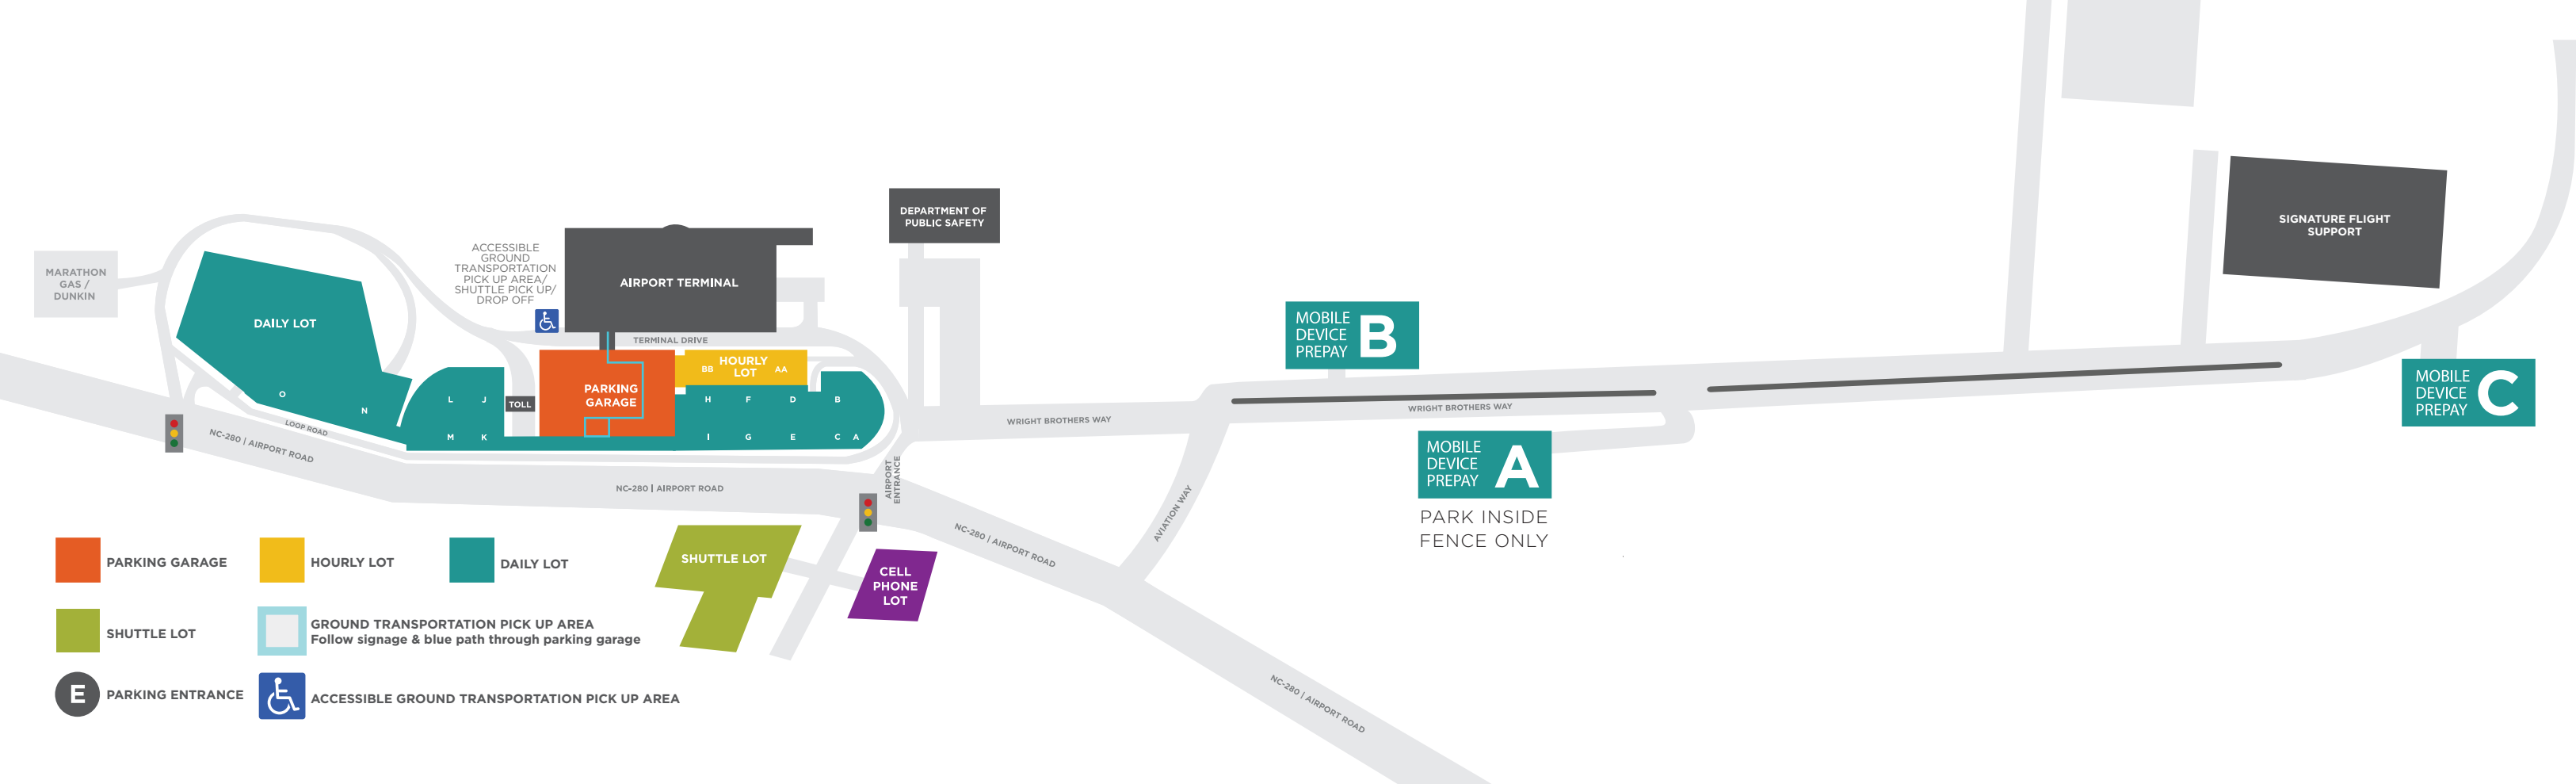 MARATHON
GAS /
DUNKIN
DAILY LOT
O
N
LOOP ROAD
NC-280 | AIRPORT ROAD
ACCESSIBLE
GROUND
TRANSPORTATION
PICK UP AREA/
SHUTTLE PICK UP/
DROP OFF
AIRPORT TERMINAL
TERMINAL DRIVE
L
J
M
K
TOLL
PARKING
GARAGE
HOURLY
LOT
BB
AA
H
F
D
B
I
G
E
C
A
NC-280 | AIRPORT ROAD
DEPARTMENT OF
PUBLIC SAFETY
AIRPORT
ENTRANCE
WRIGHT BROTHERS WAY
NC-280 | AIRPORT ROAD
AVIATION WAY
MOBILE
DEVICE
PREPAY
B
WRIGHT BROTHERS WAY
MOBILE
DEVICE
PREPAY
A
PARK INSIDE
FENCE ONLY
SIGNATURE FLIGHT
SUPPORT
MOBILE
DEVICE
PREPAY
C
SHUTTLE LOT
CELL
PHONE
LOT
NC-280 | AIRPORT ROAD
PARKING GARAGE
HOURLY LOT
DAILY LOT
SHUTTLE LOT
GROUND TRANSPORTATION PICK UP AREA
Follow signage & blue path through parking garage
E
PARKING ENTRANCE
ACCESSIBLE GROUND TRANSPORTATION PICK UP AREA